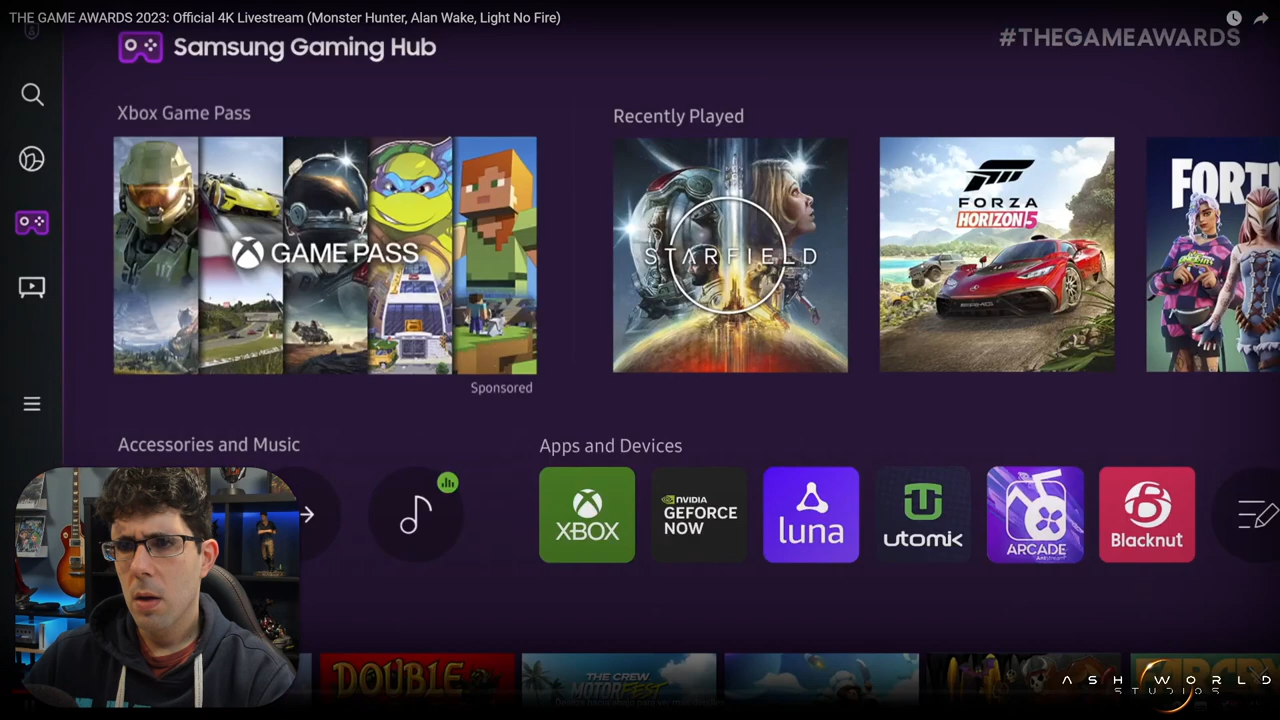 THE GAME AWARDS 2023: Official 4K Livestream (Monster Hunter, Alan Wake, Light No Fire)
#THEGAMEAWARDS
Samsung Gaming Hub
Xbox Game Pass
Recently Played
GAME PASS
STARFIELD
FORZA
HORIZON 5
FORT
Sponsored
Accessories and Music
Apps and Devices
XBOX
NVIDIA
GEFORCE
NOW
luna
utomik
ARCADE
Blacknut
DOUBLE
THE CREW
MOTORFEST
ASH WORLD
STUDIOS